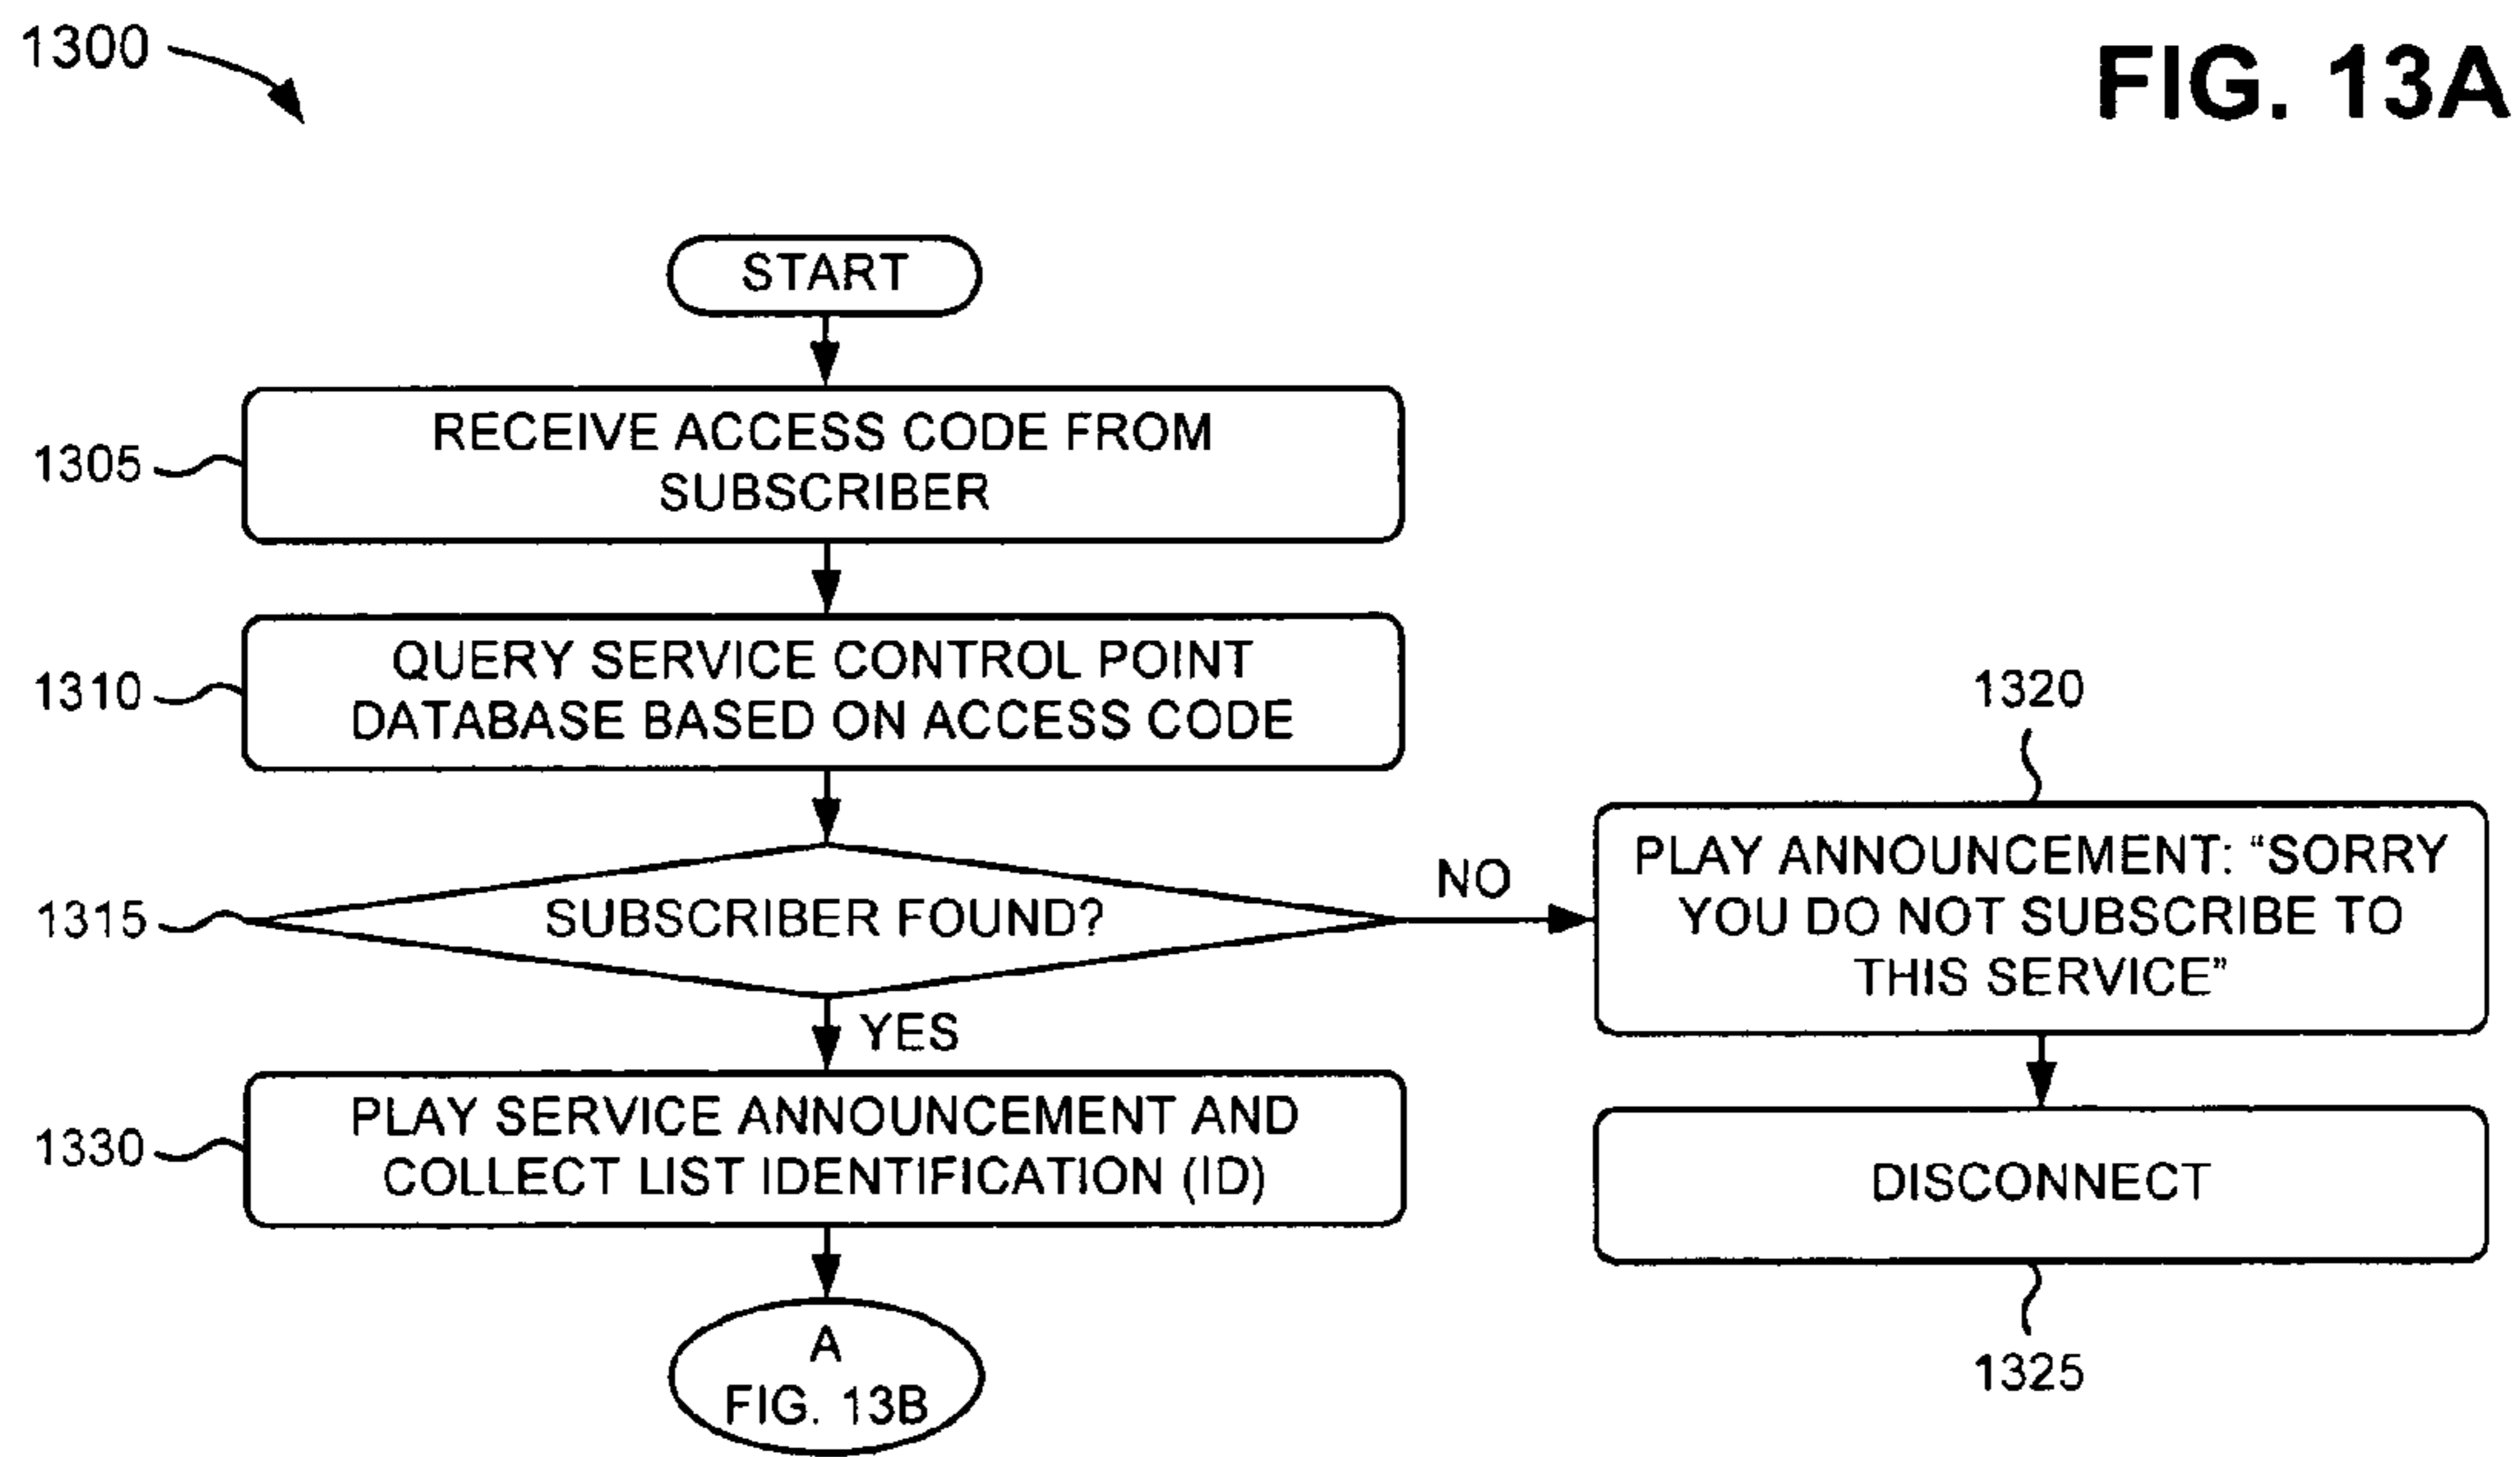 1300
FIG. 13A
START
1305
RECEIVE ACCESS CODE FROM
SUBSCRIBER
1310
QUERY SERVICE CONTROL POINT
DATABASE BASED ON ACCESS CODE
1315
SUBSCRIBER FOUND?
NO
1320
PLAY ANNOUNCEMENT: “SORRY
YOU DO NOT SUBSCRIBE TO
THIS SERVICE”
YES
1330
PLAY SERVICE ANNOUNCEMENT AND
COLLECT LIST IDENTIFICATION (ID)
DISCONNECT
1325
A
FIG. 13B